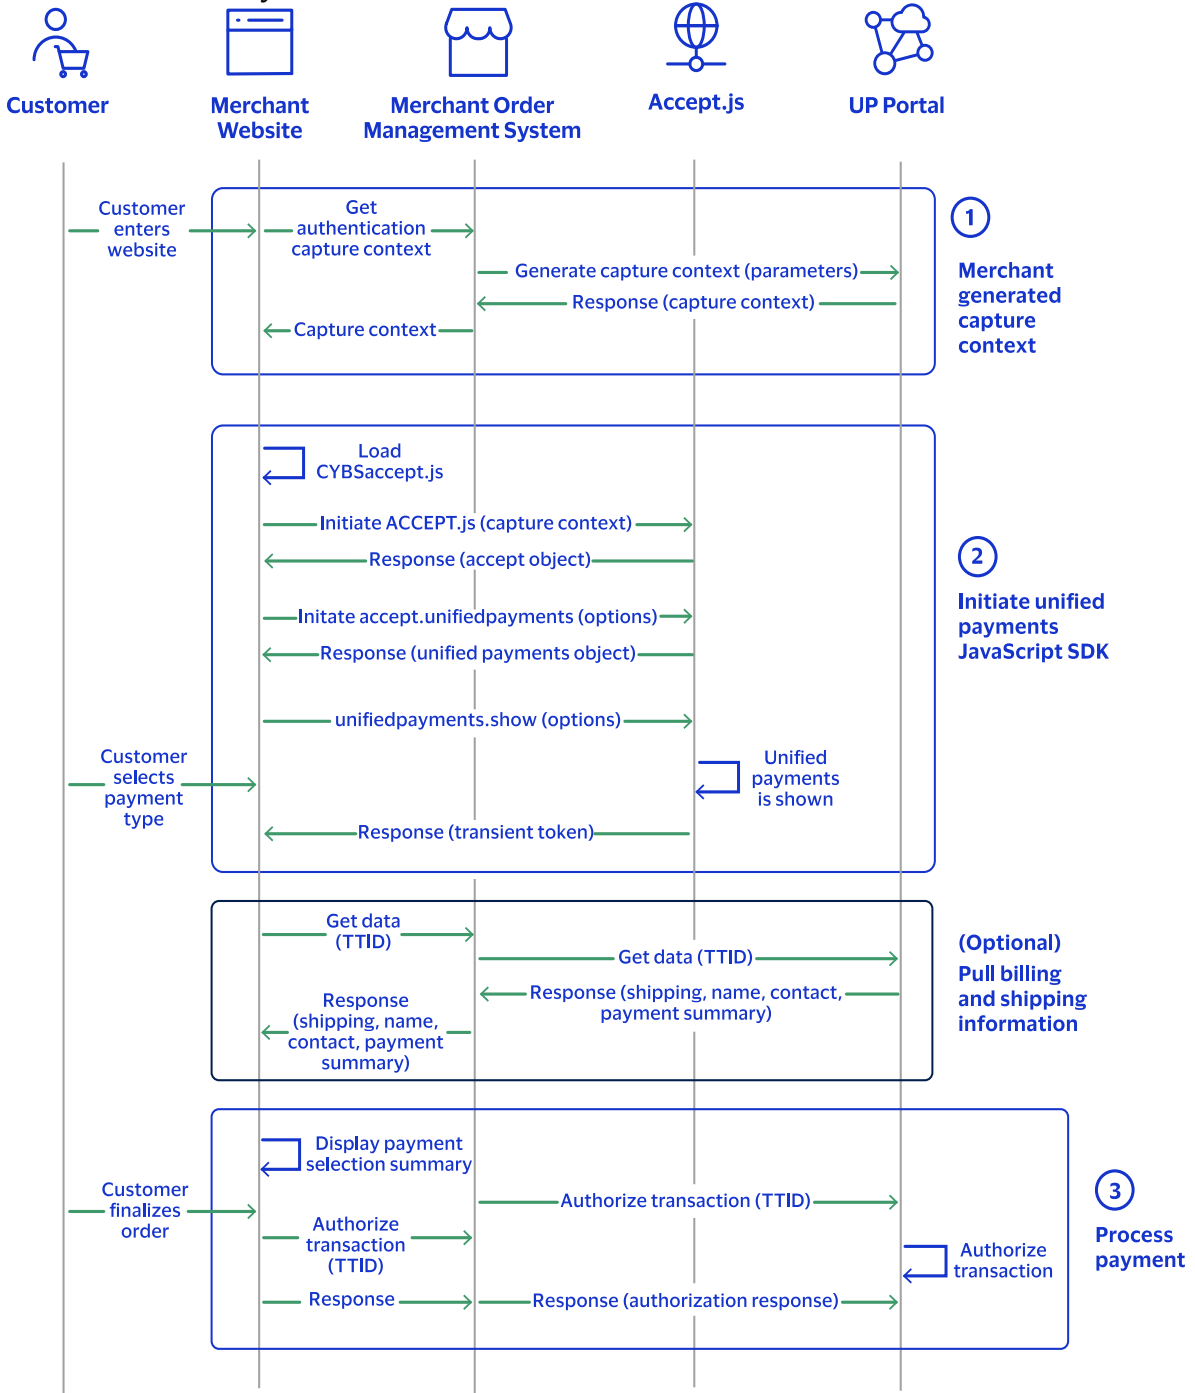 Customer
Merchant
Website
Merchant Order
Management System
Accept.js
UP Portal
Customer
enters
website
Get
authentication
capture context
Generate capture context (parameters)
Response (capture context)
Capture context
1
Merchant
generated
capture
context
Load
CYBSaccept.js
Initiate ACCEPT.js (capture context)
Response (accept object)
Initate accept.unifiedpayments (options)
Response (unified payments object)
unifiedpayments.show (options)
Customer
selects
payment
type
Unified
payments
is shown
Response (transient token)
2
Initiate unified
payments
JavaScript SDK
Get data
(TTID)
Get data (TTID)
Response (shipping, name, contact,
payment summary)
Response
(shipping, name,
contact, payment
summary)
(Optional)
Pull billing
and shipping
information
Display payment
selection summary
Customer
finalizes
order
Authorize transaction (TTID)
Authorize
transaction
(TTID)
Authorize
transaction
Response
Response (authorization response)
3
Process
payment